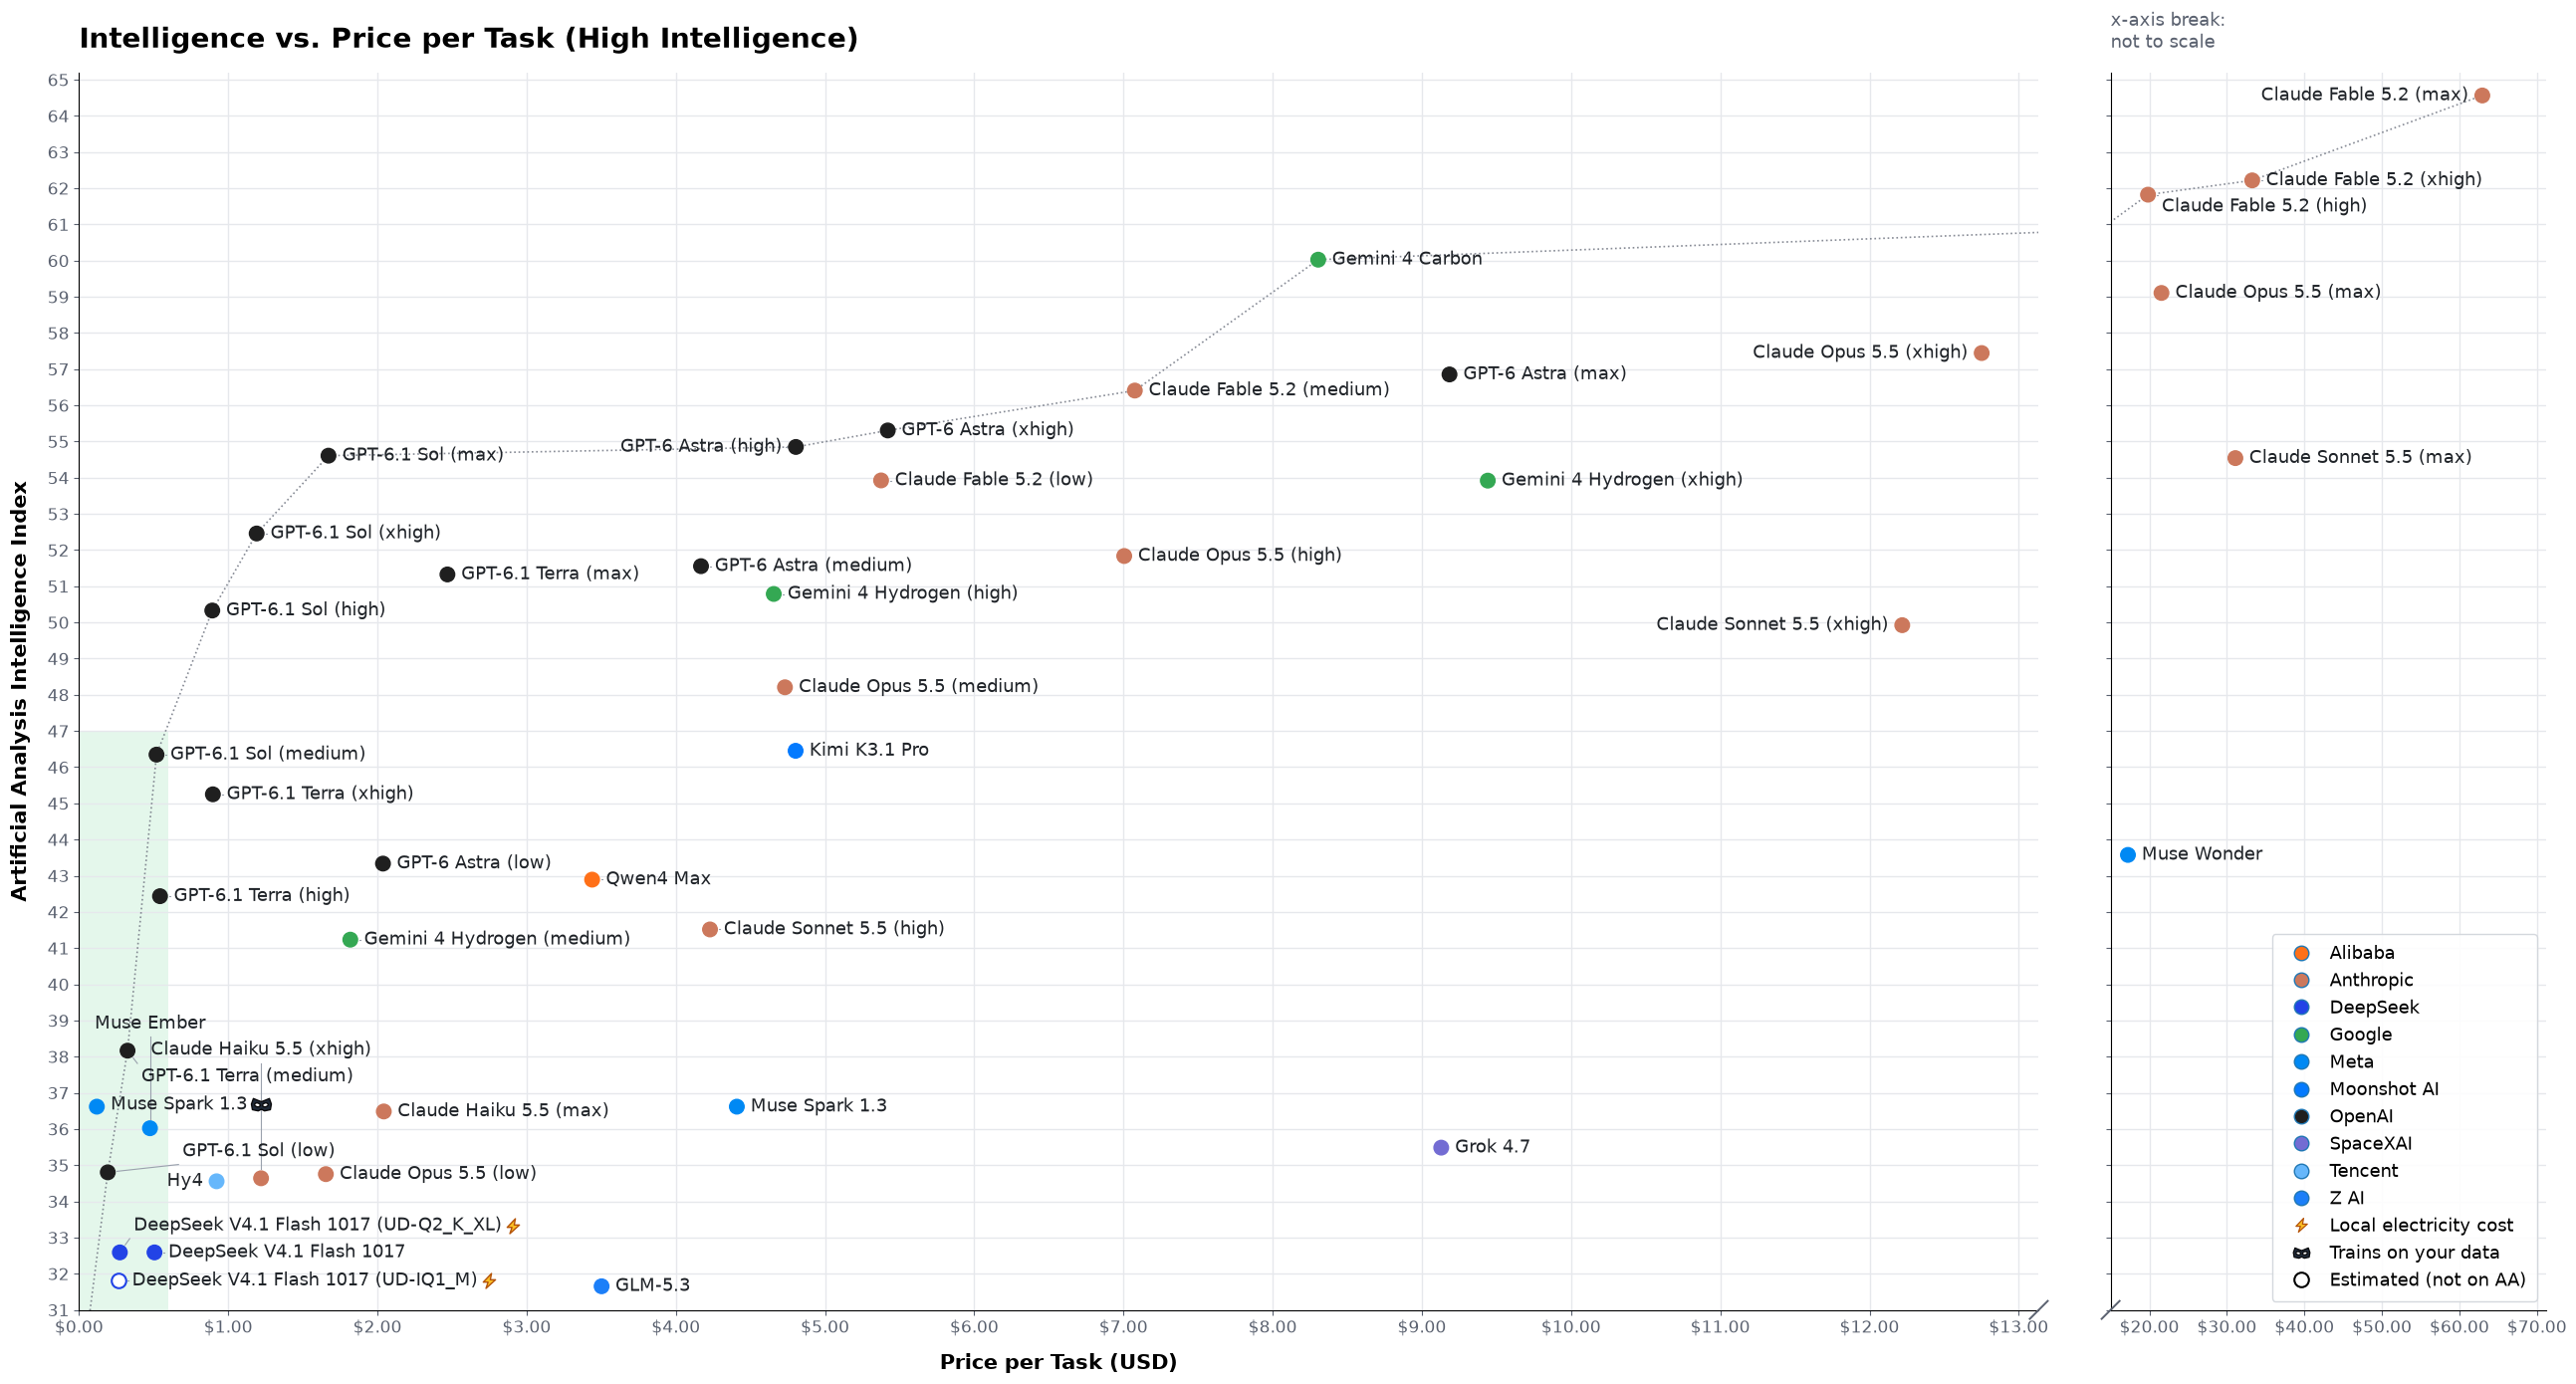 Intelligence vs. Price per Task (High Intelligence)
x-axis break:
not to scale
Artificial Analysis Intelligence Index
65
64
63
62
61
60
59
58
57
56
55
54
53
52
51
50
49
48
47
46
45
44
43
42
41
40
39
38
37
36
35
34
33
32
31
Claude Fable 5.2 (max)
Claude Fable 5.2 (xhigh)
Claude Fable 5.2 (high)
Gemini 4 Carbon
Claude Opus 5.5 (max)
Claude Opus 5.5 (xhigh)
GPT-6 Astra (max)
Claude Fable 5.2 (medium)
GPT-6 Astra (xhigh)
GPT-6 Astra (high)
GPT-6.1 Sol (max)
Claude Sonnet 5.5 (max)
Claude Fable 5.2 (low)
Gemini 4 Hydrogen (xhigh)
GPT-6.1 Sol (xhigh)
Claude Opus 5.5 (high)
GPT-6 Astra (medium)
GPT-6.1 Terra (max)
Gemini 4 Hydrogen (high)
GPT-6.1 Sol (high)
Claude Sonnet 5.5 (xhigh)
Claude Opus 5.5 (medium)
GPT-6.1 Sol (medium)
Kimi K3.1 Pro
GPT-6.1 Terra (xhigh)
GPT-6 Astra (low)
Muse Wonder
Qwen4 Max
GPT-6.1 Terra (high)
Claude Sonnet 5.5 (high)
Gemini 4 Hydrogen (medium)
Muse Ember
Claude Haiku 5.5 (xhigh)
GPT-6.1 Terra (medium)
Muse Spark 1.3
Claude Haiku 5.5 (max)
Muse Spark 1.3
GPT-6.1 Sol (low)
Grok 4.7
Hy4
Claude Opus 5.5 (low)
DeepSeek V4.1 Flash 1017 (UD-Q2_K_XL)
DeepSeek V4.1 Flash 1017
DeepSeek V4.1 Flash 1017 (UD-IQ1_M)
GLM-5.3
Alibaba
Anthropic
DeepSeek
Google
Meta
Moonshot AI
OpenAI
SpaceXAI
Tencent
Z AI
Local electricity cost
Trains on your data
Estimated (not on AA)
$0.00 $1.00 $2.00 $3.00 $4.00 $5.00 $6.00 $7.00 $8.00 $9.00 $10.00 $11.00 $12.00 $13.00 $20.00 $30.00 $40.00 $50.00 $60.00 $70.00
Price per Task (USD)